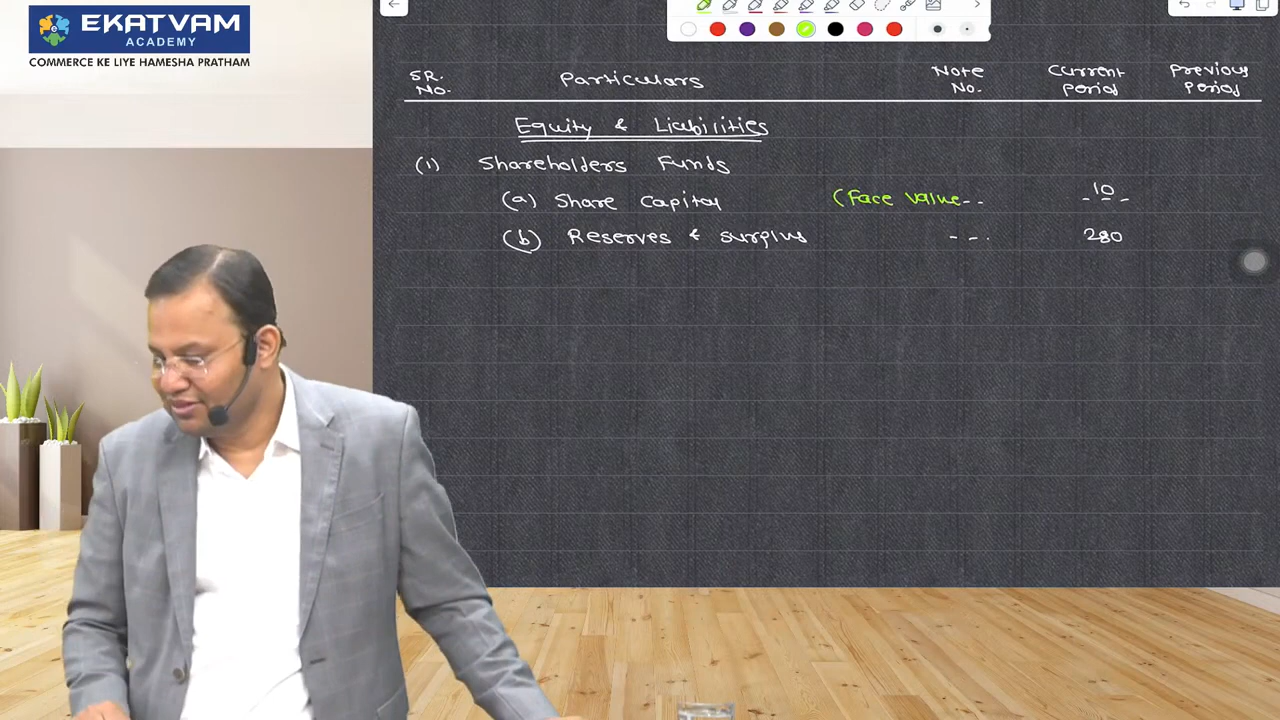 EKATVAM
ACADEMY
COMMERCE KE LIYE HAMESHA PRATHAM
SR. No. Particulars Note No. Current Period Previous Period
Equity & Liabilities
(1) Shareholders Funds
(a) Share Capital (Face Value-- -10-
(b) Reserves & surplus --. 280